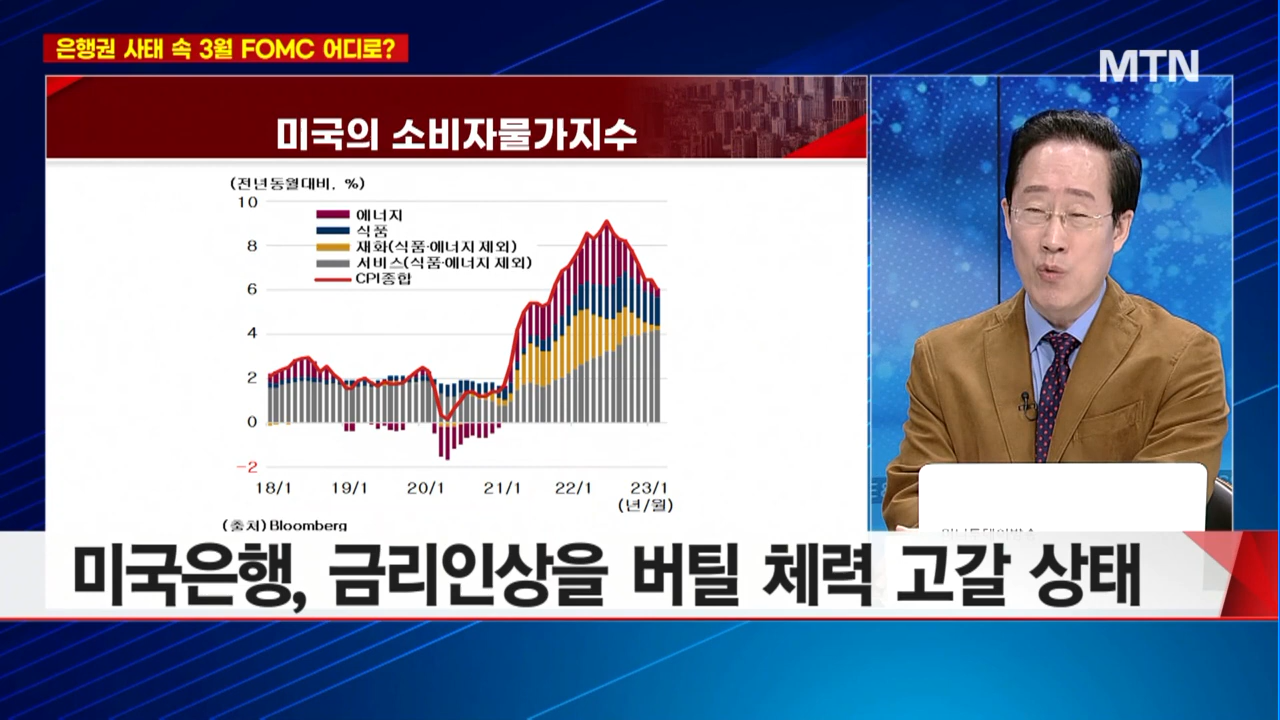 은행권 사태 속 3월 FOMC 어디로?
MTN
미국의 소비자물가지수
(전년동월대비, %)
10
8
6
4
2
0
-2
에너지
식품
재화(식품·에너지 제외)
서비스(식품·에너지 제외)
CPI종합
18/1 19/1 20/1 21/1 22/1 23/1
(년/월)
(출처) Bloomberg
미국은행, 금리인상을 버틸 체력 고갈 상태